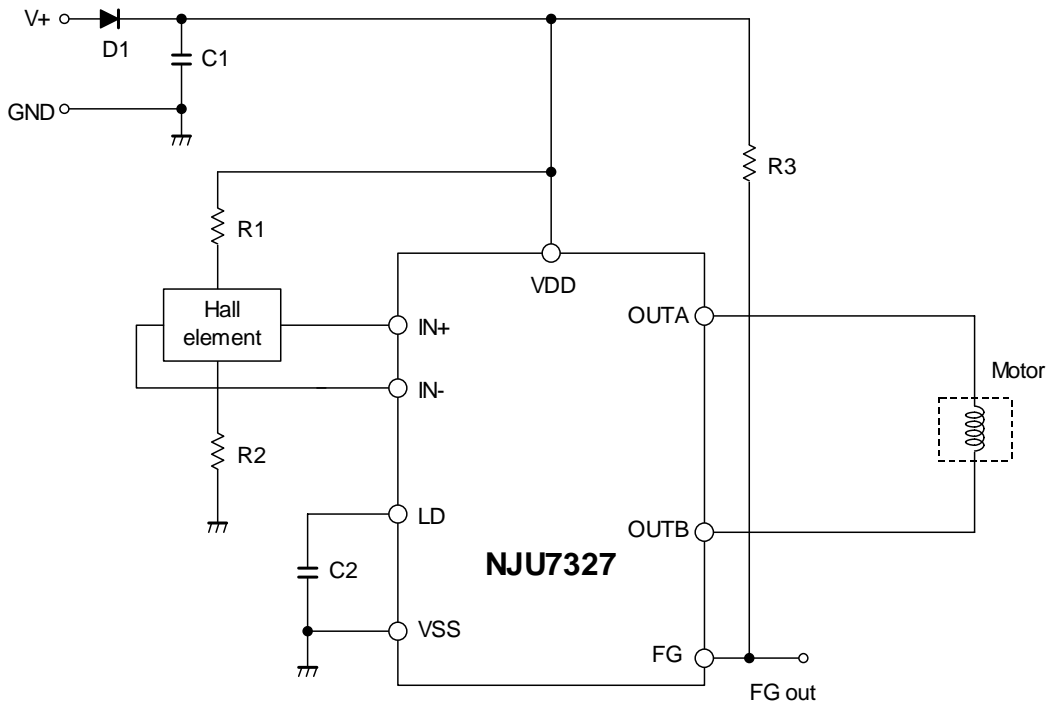 V+
D1
C1
GND
R3
R1
VDD
Hall
element
IN+
OUTA
IN-
Motor
R2
LD
C2
NJU7327
OUTB
VSS
FG
FG out